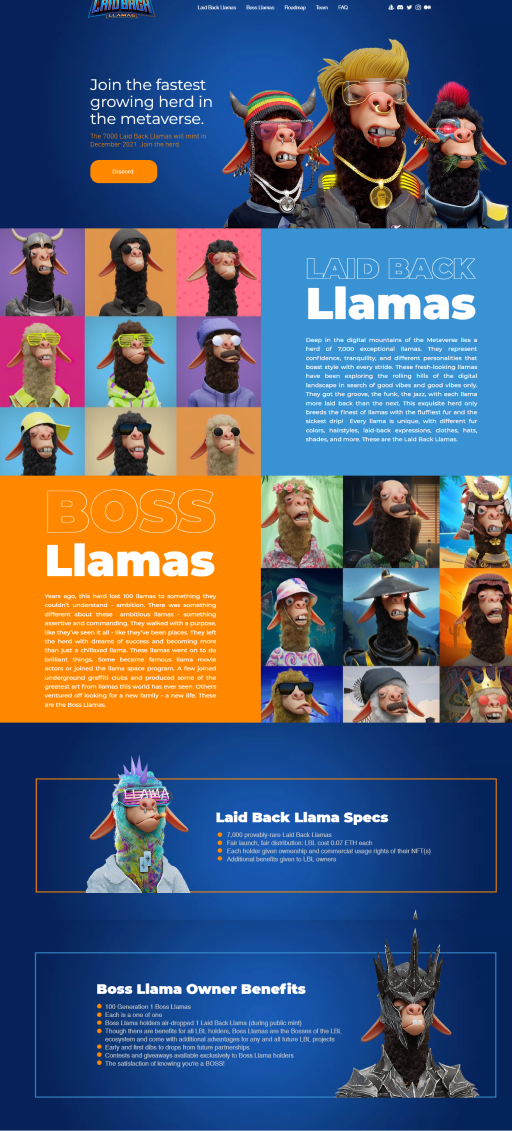 LAID BACK
LLAMAS
Laid Back Llamas Boss Llamas Roadmap Team FAQ
Join the fastest
growing herd in
the metaverse.
The 7000 Laid Back Llamas will mint in
December 2021. Join the herd.
Discord
LAID BACK
Llamas
Deep in the digital mountains of the Metaverse lies a
herd of 7,000 exceptional llamas. They represent
confidence, tranquility, and different personalities that
boast style with every stride. These fresh-looking llamas
have been exploring the rolling hills of the digital
landscape in search of good vibes and good vibes only.
They got the groove, the funk, the jazz, with each llama
more laid back than the next. This exquisite herd only
breeds the finest of llamas with the fluffiest fur and the
sickest drip! Every llama is unique, with different fur
colors, hairstyles, laid-back expressions, clothes, hats,
shades, and more. These are the Laid Back Llamas.
BOSS
Llamas
Years ago, this herd lost 100 llamas to something they
couldn't understand - ambition. There was something
different about these ambitious llamas - something
assertive and commanding. They walked with a purpose,
like they've seen it all - like they've been places. They left
the herd with dreams of success and becoming more
than just a chillaxed llama. These llamas went on to do
brilliant things. Some became famous llama movie
actors or joined the llama space program. A few joined
underground graffiti clubs and produced some of the
greatest art from llamas this world has ever seen. Others
ventured off looking for a new family - a new life. These
are the Boss Llamas.
LLAMA
Laid Back Llama Specs
7,000 provably-rare Laid Back Llamas
Fair launch, fair distribution: LBL cost 0.07 ETH each
Each holder given ownership and commercial usage rights of their NFT(s)
Additional benefits given to LBL owners
Boss Llama Owner Benefits
100 Generation 1 Boss Llamas
Each is a one of one
Boss Llama holders air-dropped 1 Laid Back Llama (during public mint)
Though there are benefits for all LBL holders, Boss Llamas are the Bosses of the LBL
ecosystem and come with additional advantages for any and all future LBL projects
Early and first dibs to drops from future partnerships
Contests and giveaways available exclusively to Boss Llama holders
The satisfaction of knowing you're a BOSS!